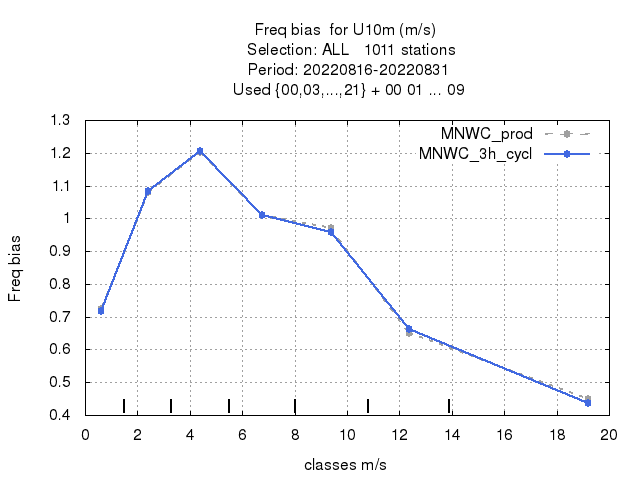 Freq bias  for U10m (m/s)
Selection: ALL   1011 stations
Period: 20220816-20220831
Used {00,03,...,21} + 00 01 ... 09
MNWC_prod
MNWC_3h_cycl
1.3
1.2
1.1
1
0.9
0.8
0.7
0.6
0.5
0.4
Freq bias
0 2 4 6 8 10 12 14 16 18 20
classes m/s